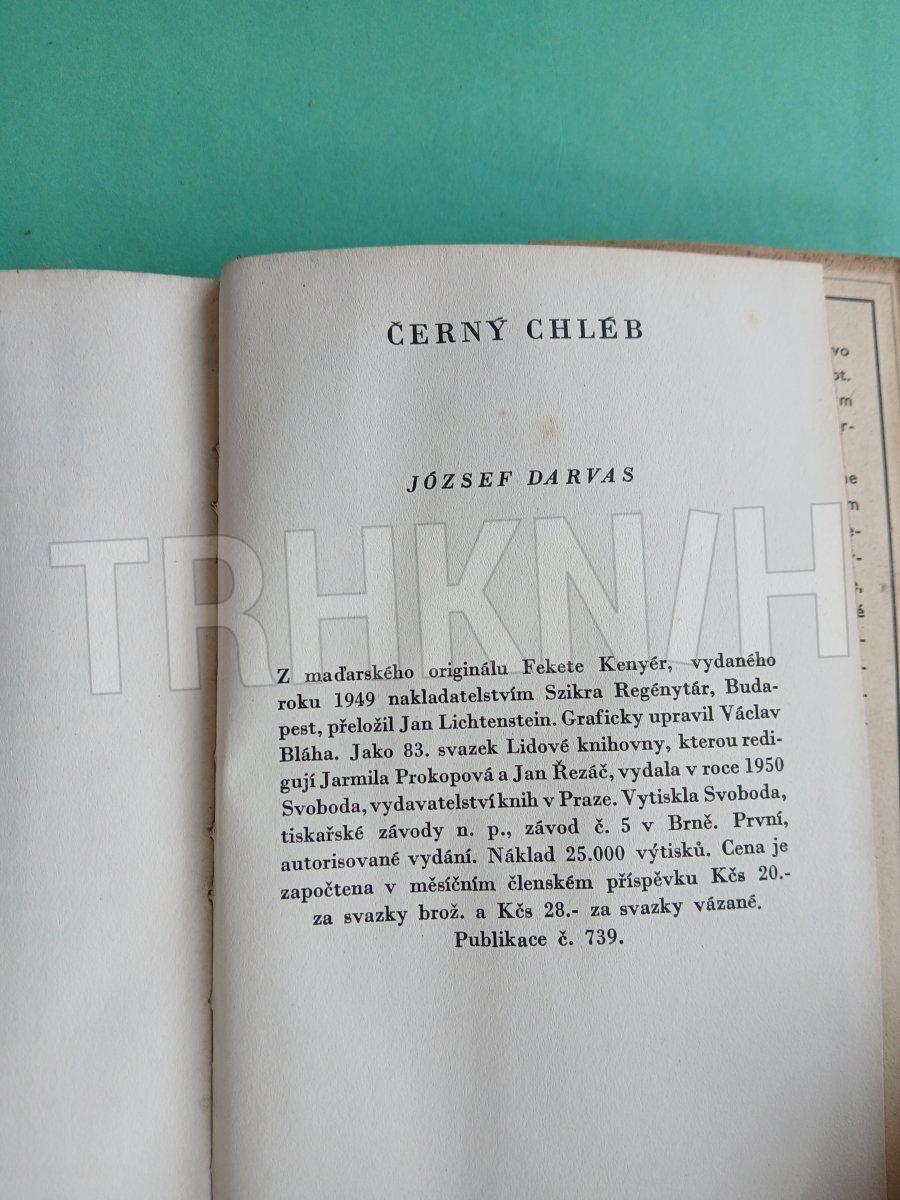 ČERNÝ CHLÉB
JÓZSEF DARVAS
TRHKN/H
Z maďarského originálu Fekete Kenyér, vydaného
roku 1949 nakladatelstvím Szikra Regénytár, Buda-
pest, přeložil Jan Lichtenstein. Graficky upravil Václav
Bláha. Jako 83. svazek Lidové knihovny, kterou redi-
gují Jarmila Prokopová a Jan Řezáč, vydala v roce 1950
Svoboda, vydavatelství knih v Praze. Vytiskla Svoboda,
tiskařské závody n. p., závod č. 5 v Brně. První,
autorisované vydání. Náklad 25.000 výtisků. Cena je
započtena v měsíčním členském příspěvku Kčs 20.-
za svazky brož. a Kčs 28.- za svazky vázané.
Publikace č. 739.